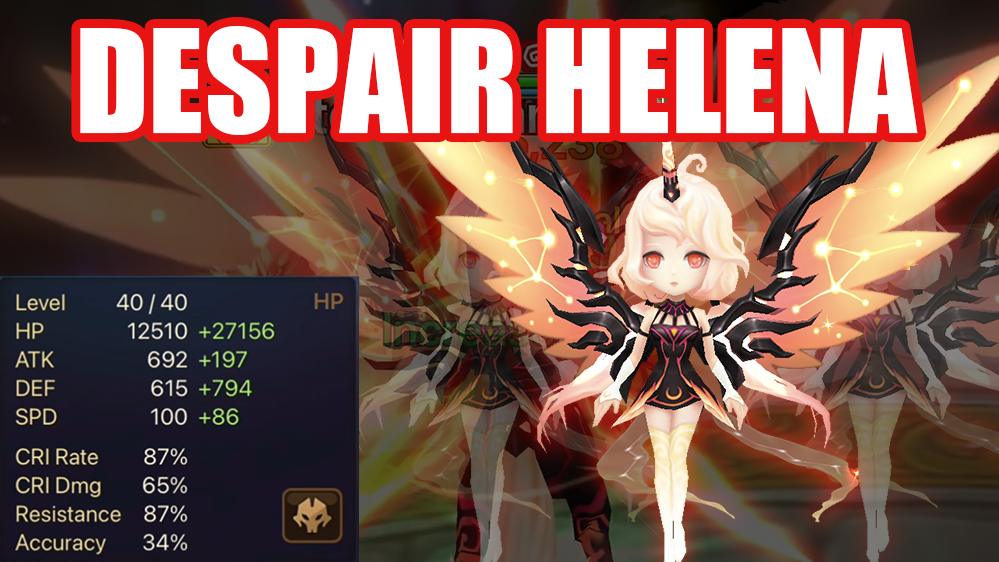 DESPAIR HELENA
Level 40 / 40 HP
HP 12510 +27156
ATK 692 +197
DEF 615 +794
SPD 100 +86
CRI Rate 87%
CRI Dmg 65%
Resistance 87%
Accuracy 34%